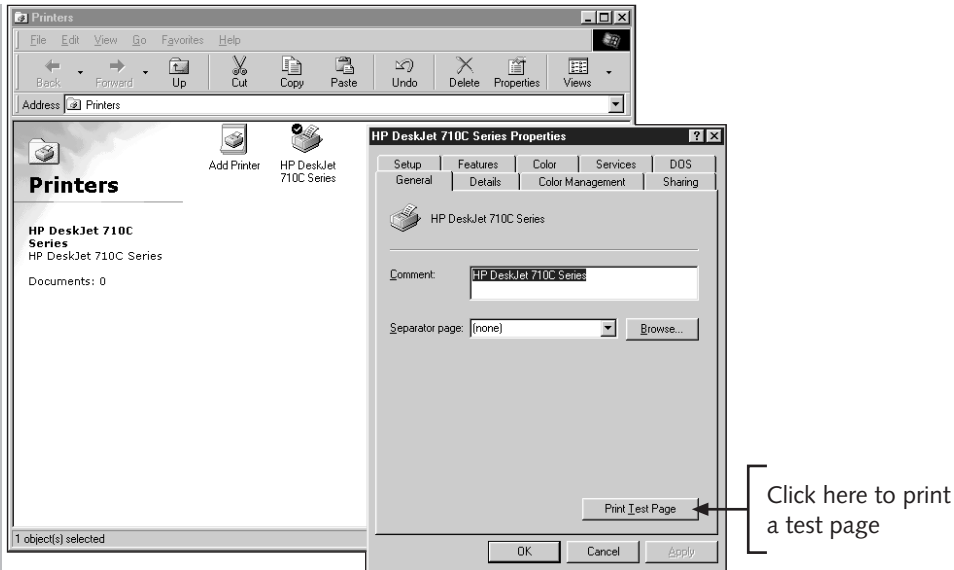 Printers
File Edit View Go Favorites Help
Back Forward Up Cut Copy Paste Undo Delete Properties Views
Address Printers
Printers
HP DeskJet 710C
Series
HP DeskJet 710C Series
Documents: 0
Add Printer
HP DeskJet
710C Series
1 object(s) selected
HP DeskJet 710C Series Properties
Setup Features Color Services DOS
General Details Color Management Sharing
HP DeskJet 710C Series
Comment: HP DeskJet 710C Series
Separator page: (none) Browse...
Print Test Page
OK Cancel Apply
Click here to print
a test page